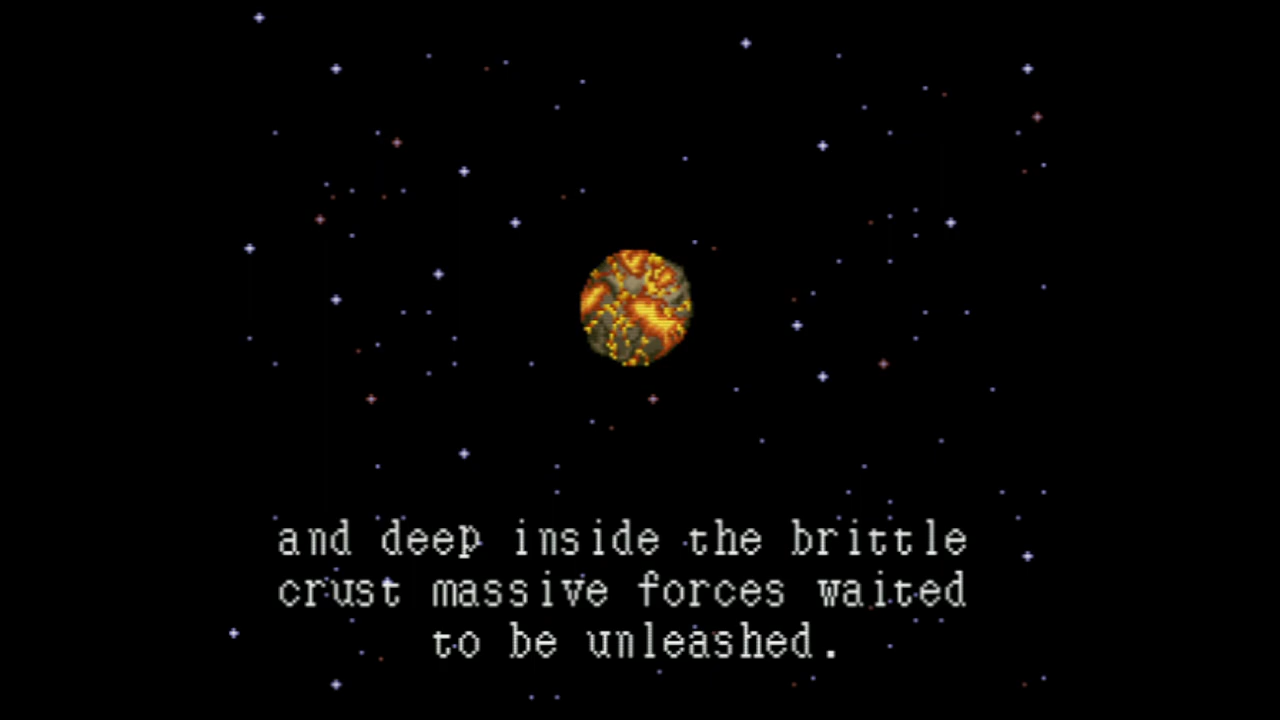 and deep inside the brittle
crust massive forces waited
to be unleashed.